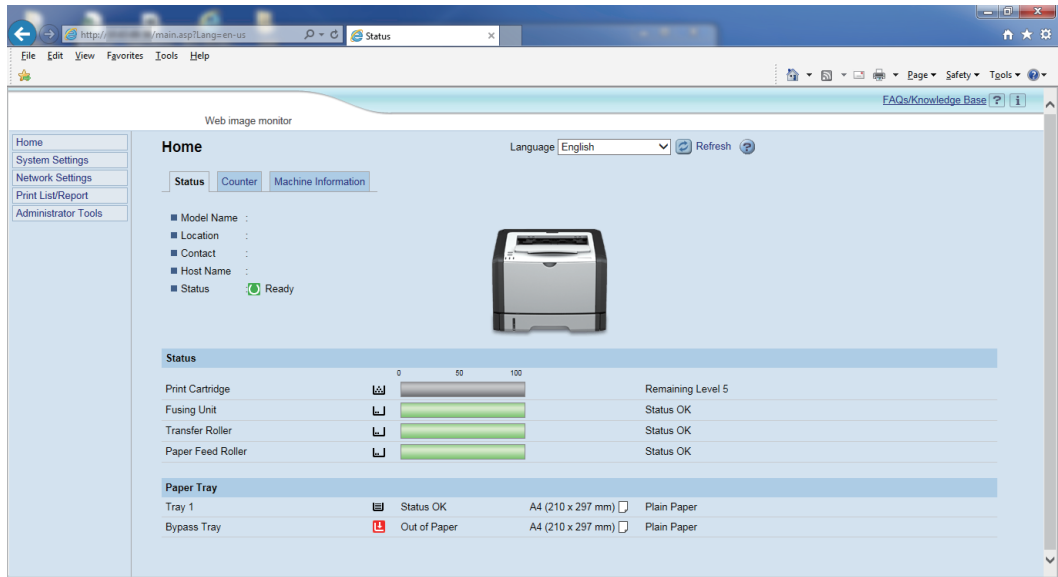 http:// /main.asp?Lang=en-us Status
File Edit View Favorites Tools Help
Page Safety Tools
FAQs/Knowledge Base ? i
Web image monitor
Home
System Settings
Network Settings
Print List/Report
Administrator Tools
Home Language English Refresh ?
Status Counter Machine Information
Model Name :
Location :
Contact :
Host Name :
Status : Ready
Status
0 50 100
Print Cartridge Remaining Level 5
Fusing Unit Status OK
Transfer Roller Status OK
Paper Feed Roller Status OK
Paper Tray
Tray 1 Status OK A4 (210 x 297 mm) Plain Paper
Bypass Tray Out of Paper A4 (210 x 297 mm) Plain Paper